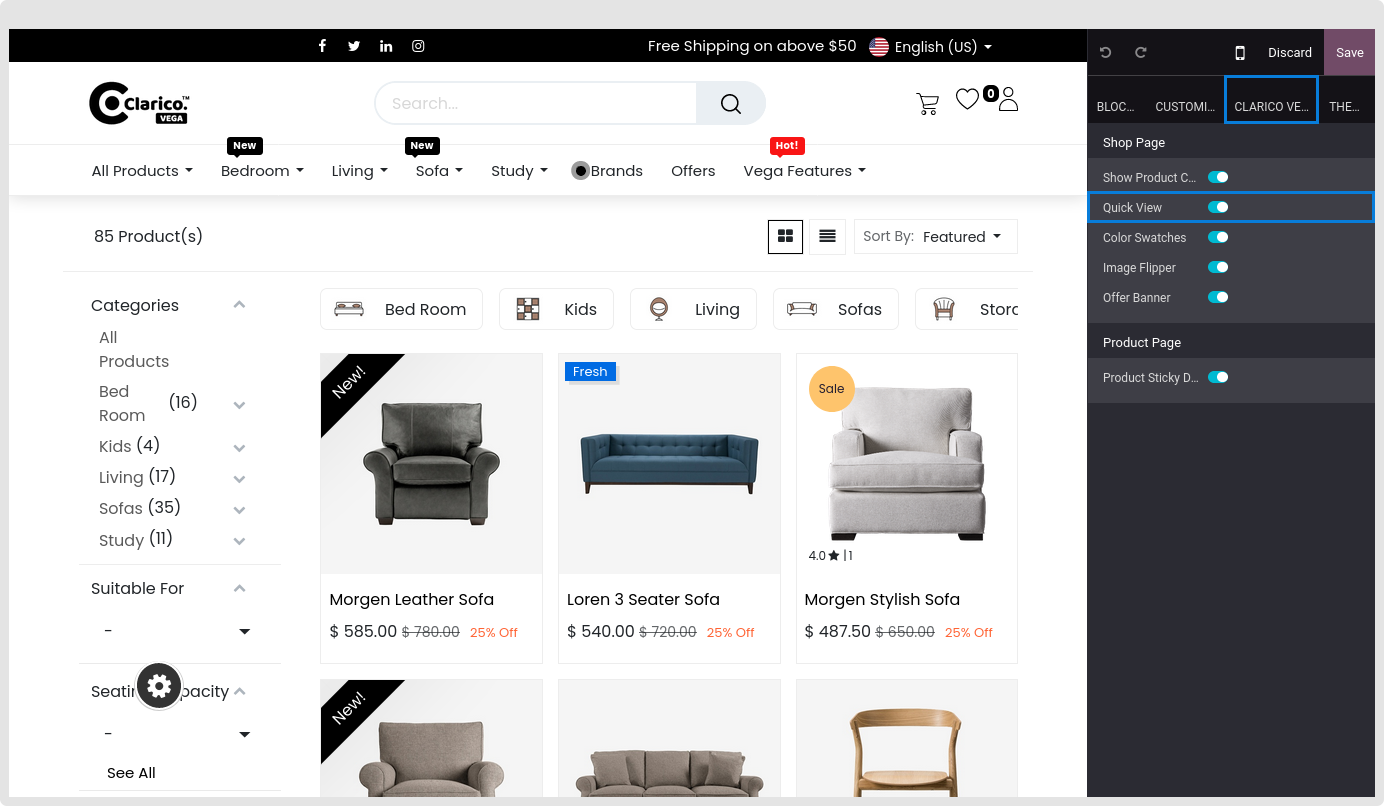 Free Shipping on above $50 English (US)
Discard Save
Clarico.™
VEGA
Search...
0
BLOC... CUSTOMI... CLARICO VE... THE...
New New Hot!
All Products Bedroom Living Sofa Study Brands Offers Vega Features
Shop Page
Show Product C...
Quick View
Color Swatches
Image Flipper
Offer Banner
Product Page
Product Sticky D...
85 Product(s)
Sort By: Featured
Categories
All
Products
Bed
Room (16)
Kids (4)
Living (17)
Sofas (35)
Study (11)
Suitable For
-
-
See All
Bed Room Kids Living Sofas
New! Fresh Sale
4.0 | 1
Morgen Leather Sofa Loren 3 Seater Sofa Morgen Stylish Sofa
$ 585.00 $ 780.00 25% Off $ 540.00 $ 720.00 25% Off $ 487.50 $ 650.00 25% Off
New!